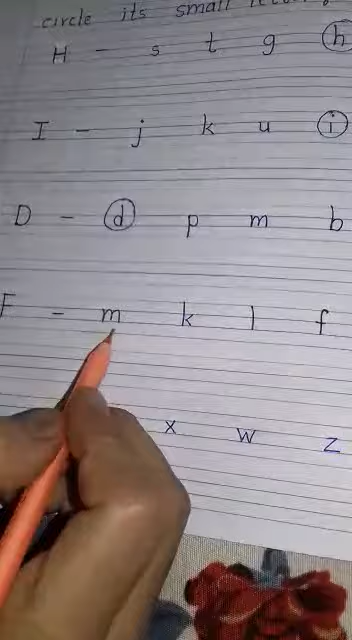 circle its small letter
H - s t g h
I - j k u i
D - d p m b
F - m k l f
x w z